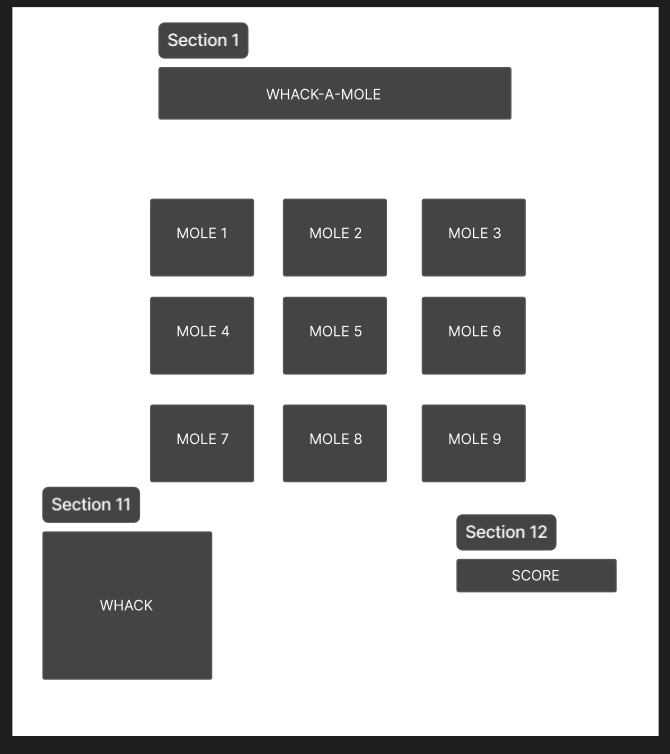 Section 1
WHACK-A-MOLE
MOLE 1
MOLE 2
MOLE 3
MOLE 4
MOLE 5
MOLE 6
MOLE 7
MOLE 8
MOLE 9
Section 11
WHACK
Section 12
SCORE